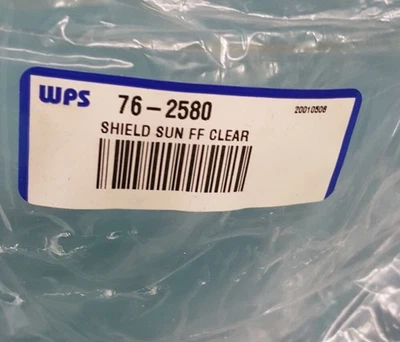 WPS 76-2580 20010508
SHIELD SUN FF CLEAR